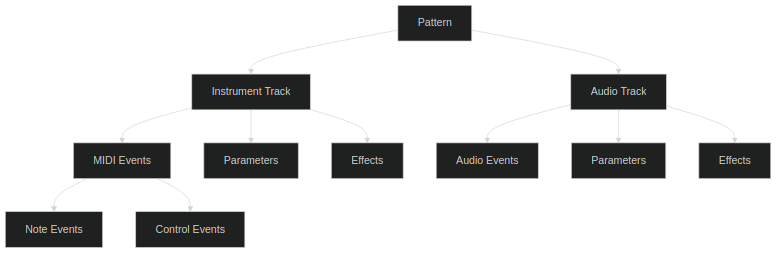 Pattern
Instrument Track
Audio Track
MIDI Events
Parameters
Effects
Audio Events
Parameters
Effects
Note Events
Control Events